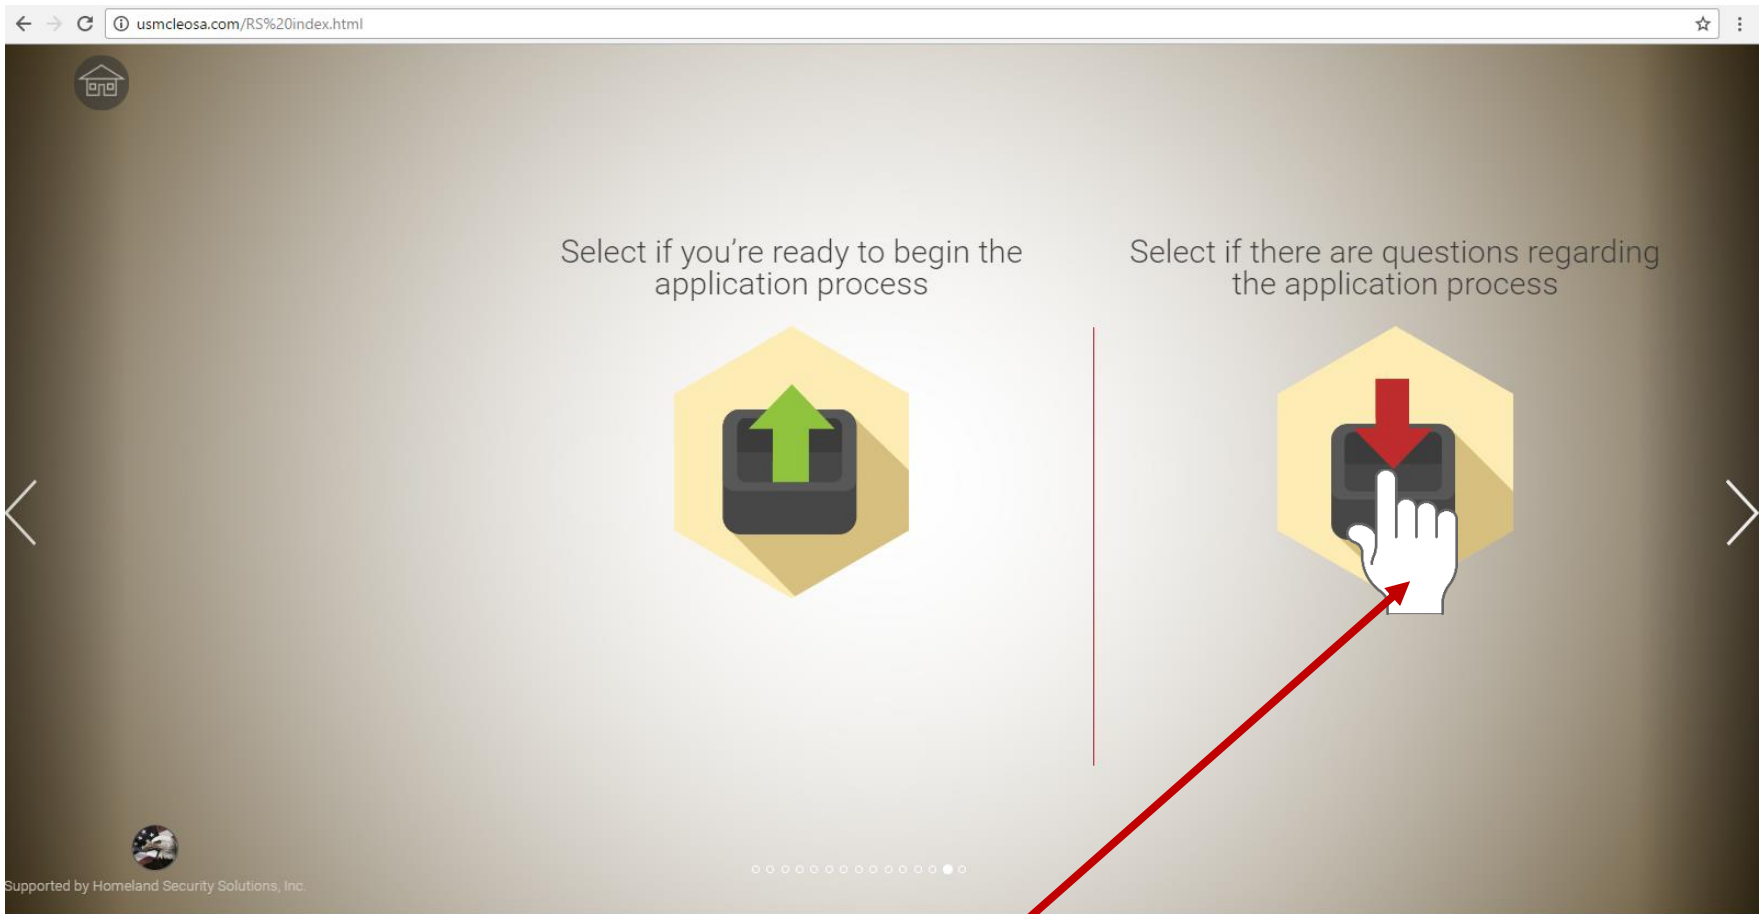 usmcleosa.com/RS%20index.html
Select if you're ready to begin the
application process
Select if there are questions regarding
the application process
Supported by Homeland Security Solutions, Inc.